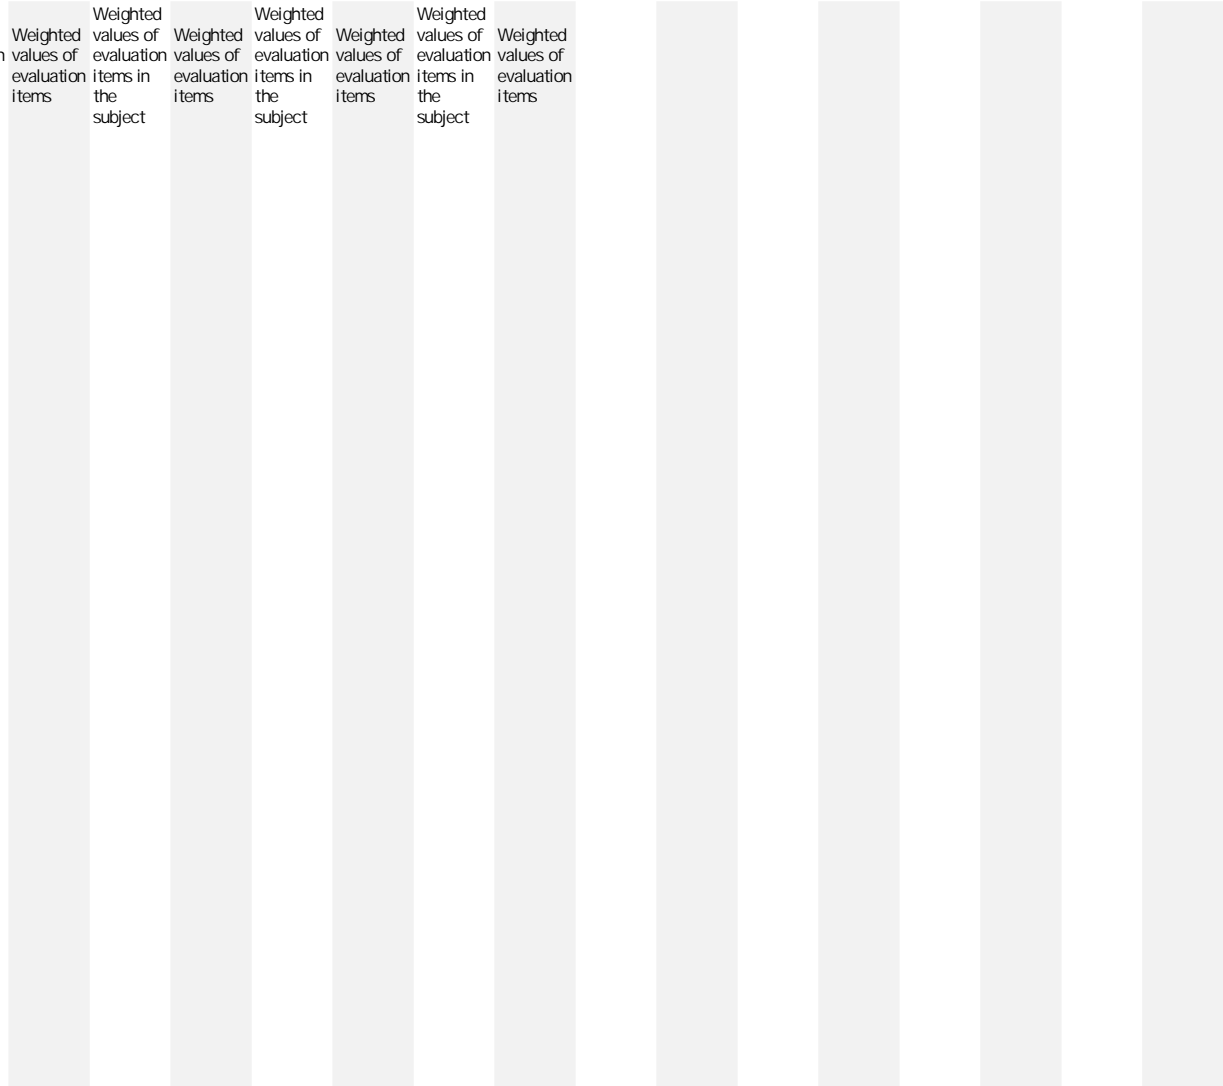 Weighted
values of
evaluation
items
Weighted
values of
evaluation
items in
the
subject
Weighted
values of
evaluation
items
Weighted
values of
evaluation
items in
the
subject
Weighted
values of
evaluation
items
Weighted
values of
evaluation
items in
the
subject
Weighted
values of
evaluation
items